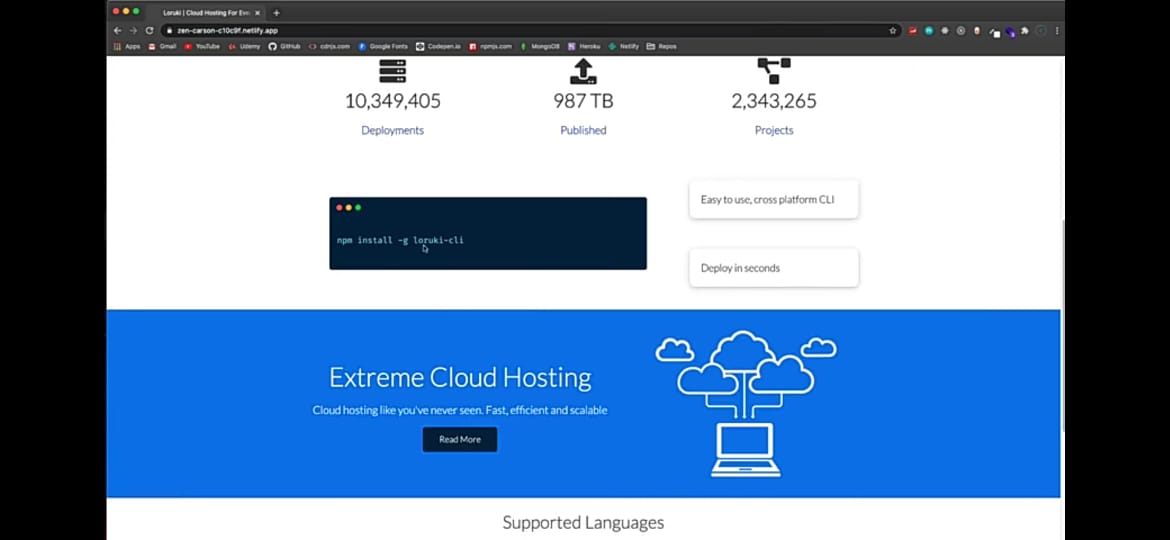 Loruki | Cloud Hosting For Eve
zen-carson-c10c9f.netlify.app
Apps Gmail YouTube Udemy GitHub cdnjs.com Google Fonts Codepen.io npmjs.com MongoDB Heroku Netlify Repos
10,349,405 987 TB 2,343,265
Deployments Published Projects
Easy to use, cross platform CLI
npm install -g loruki-cli
Deploy in seconds
Extreme Cloud Hosting
Cloud hosting like you've never seen. Fast, efficient and scalable
Read More
Supported Languages